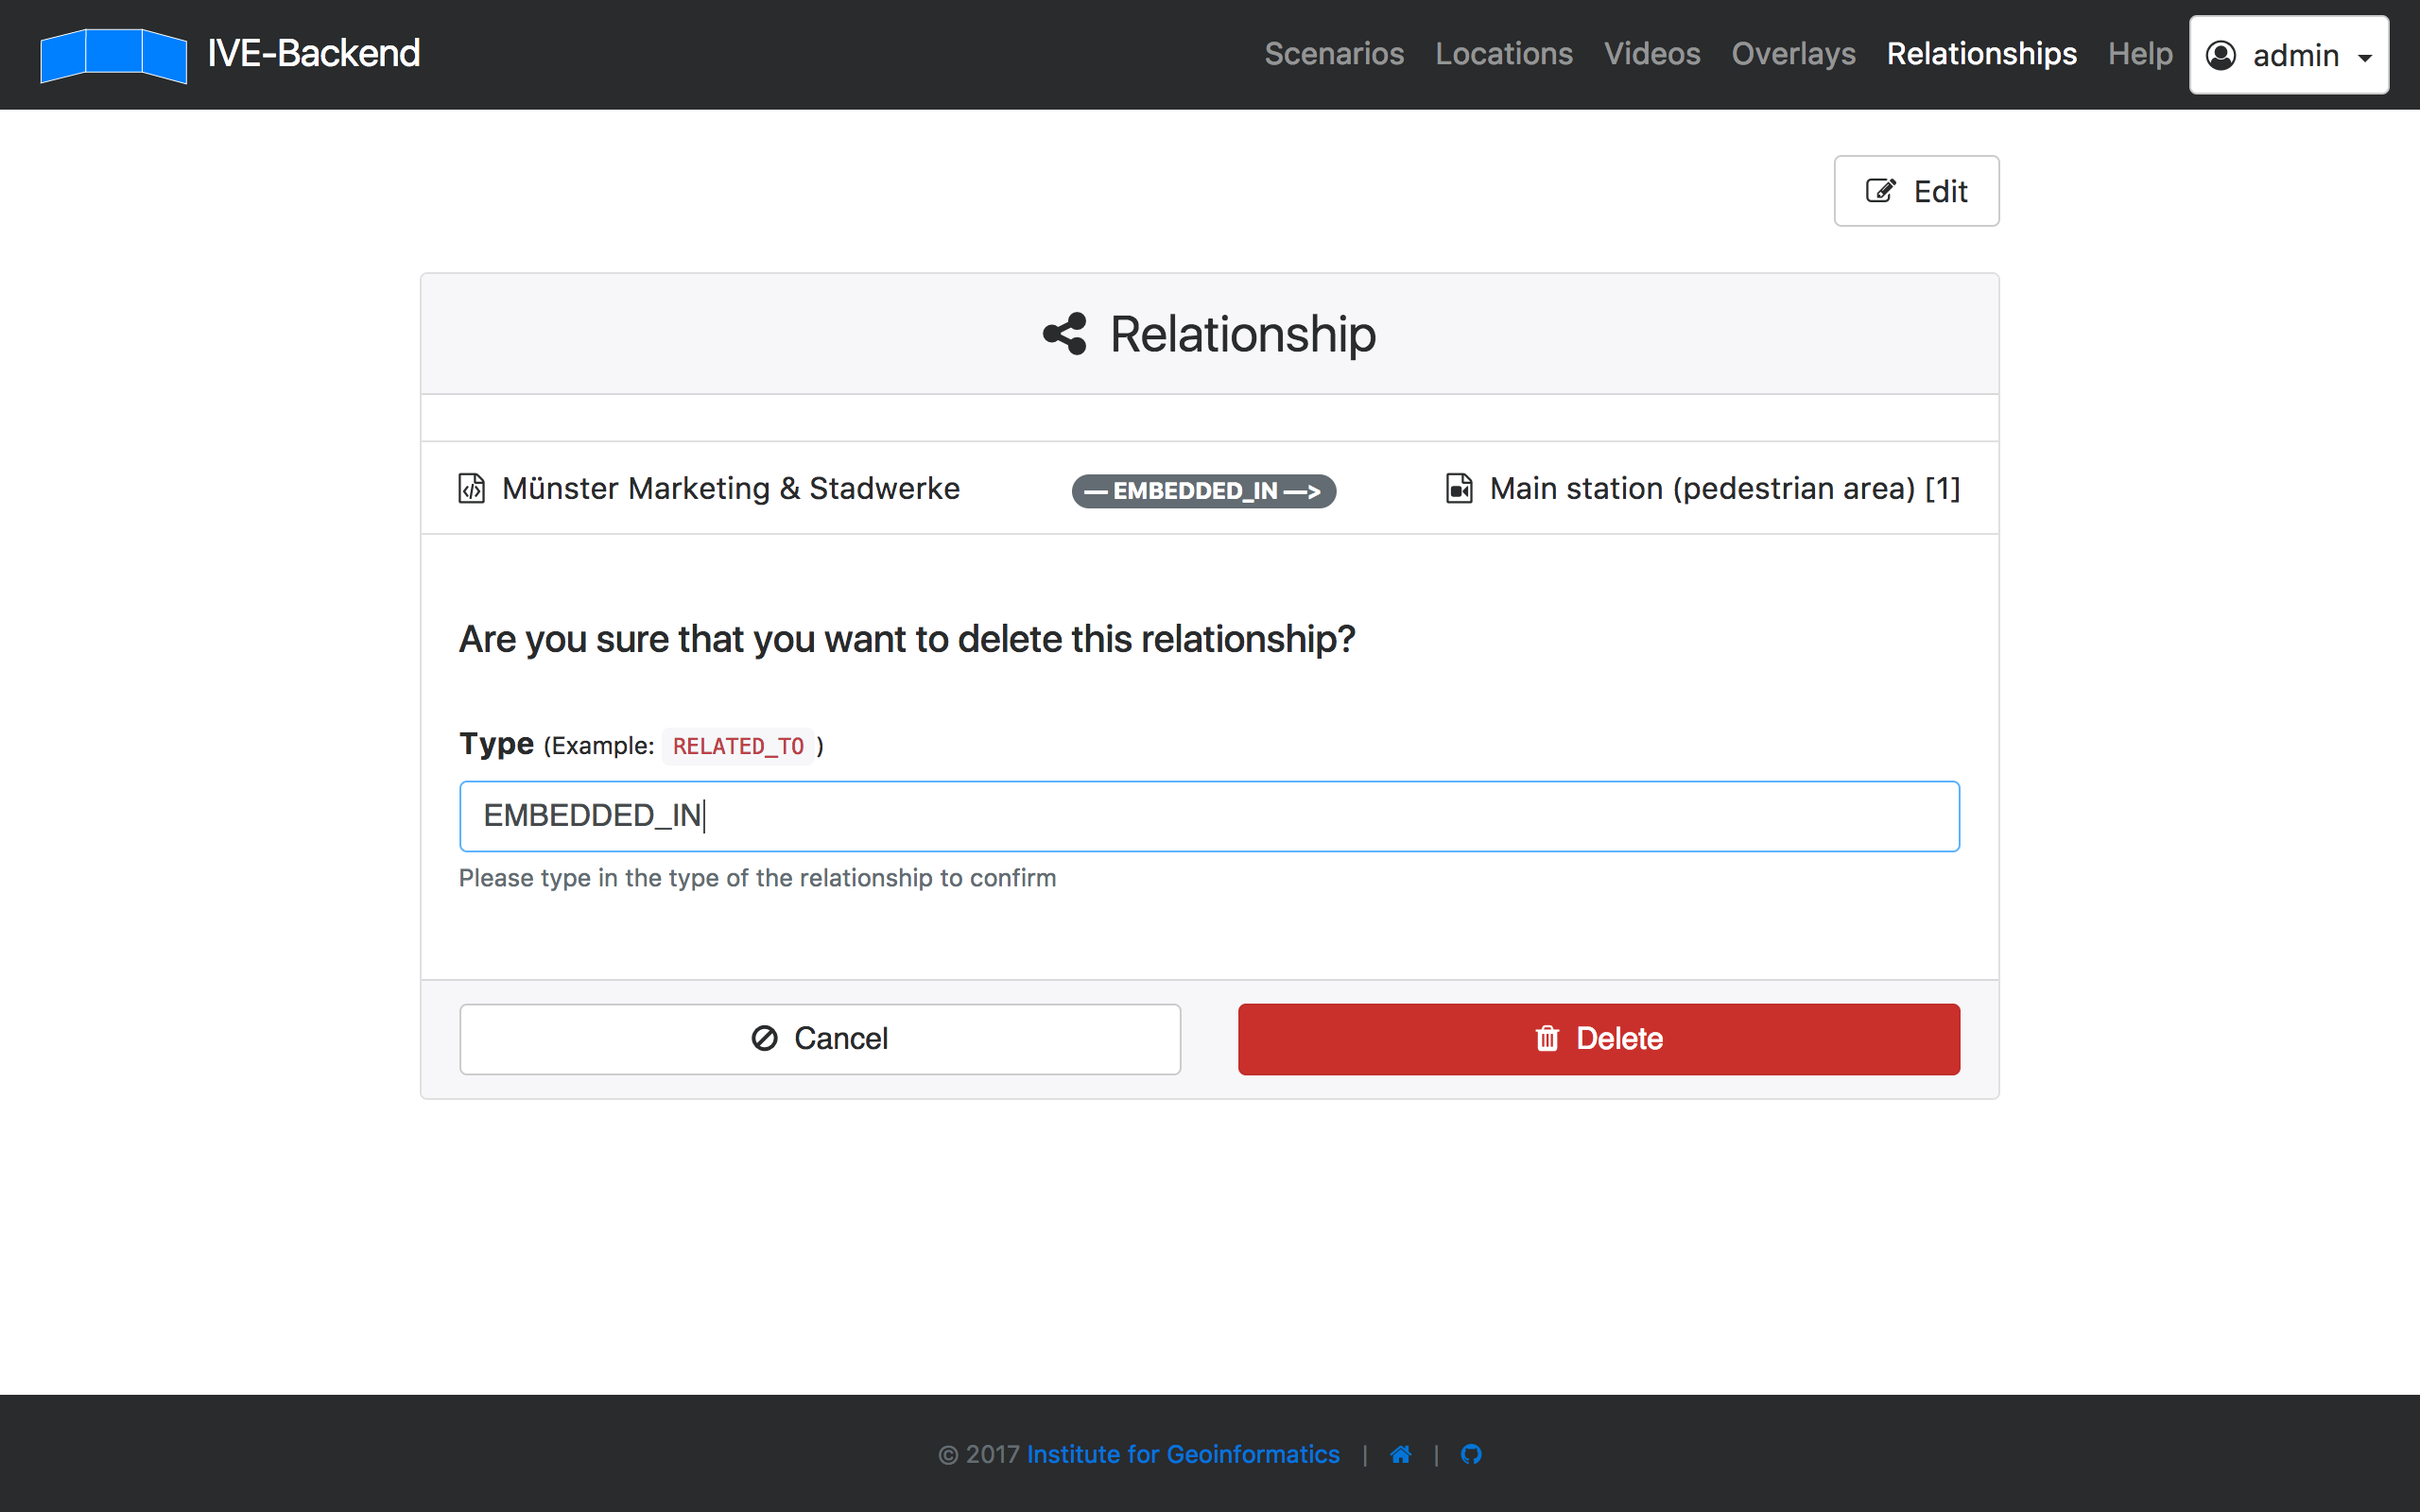 IVE-Backend Scenarios Locations Videos Overlays Relationships Help admin
Edit
Relationship
Münster Marketing & Stadwerke — EMBEDDED_IN —> Main station (pedestrian area) [1]
Are you sure that you want to delete this relationship?
Type (Example: RELATED_TO )
EMBEDDED_IN
Please type in the type of the relationship to confirm
Cancel Delete
© 2017 Institute for Geoinformatics | |